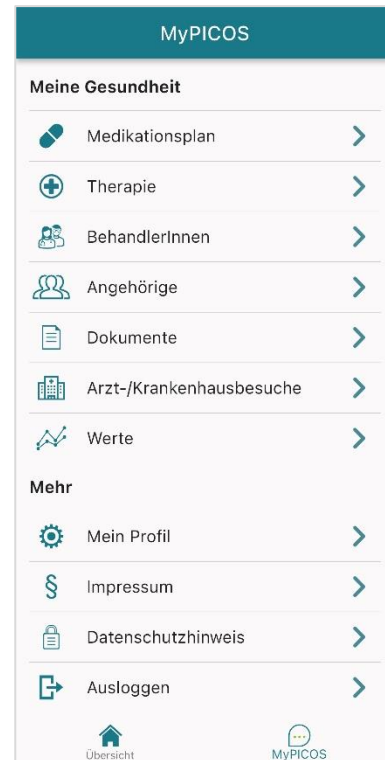 MyPICOS
Meine Gesundheit
Medikationsplan
Therapie
BehandlerInnen
Angehörige
Dokumente
Arzt-/Krankenhausbesuche
Werte
Mehr
Mein Profil
§ Impressum
Datenschutzhinweis
Ausloggen
Übersicht MyPICOS